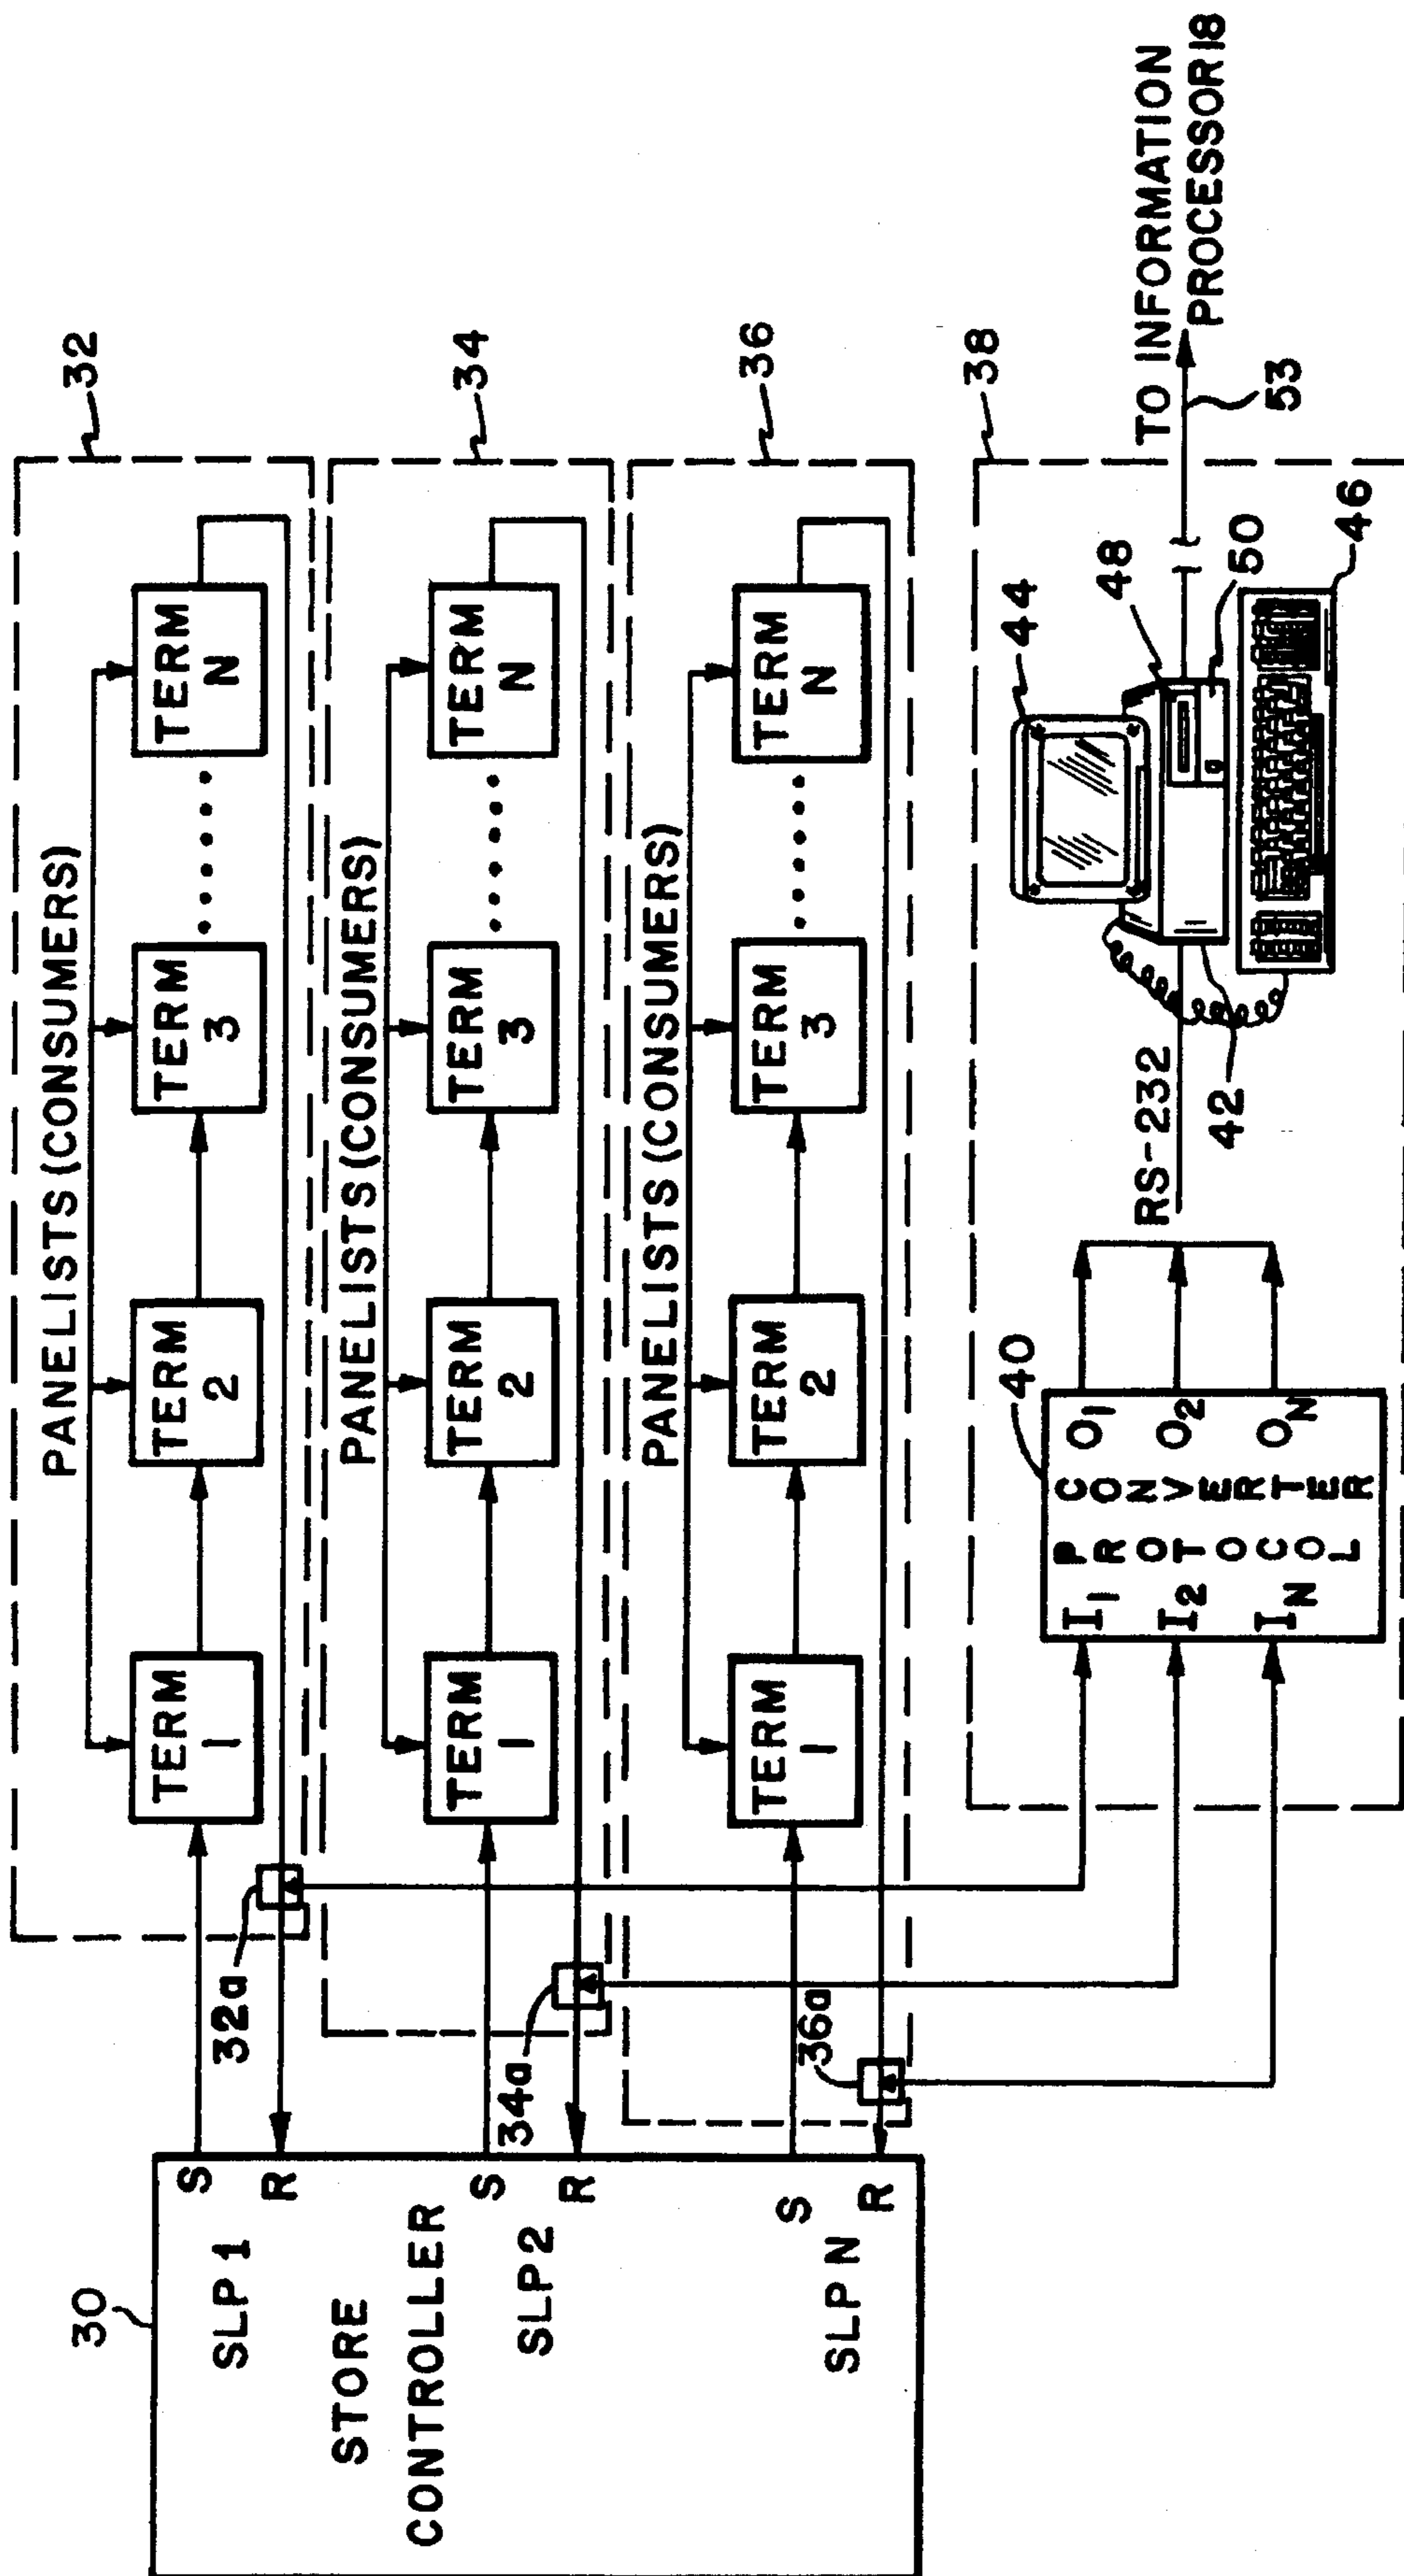 30
STORE
CONTROLLER
SLP 1
S
R
SLP 2
S
R
SLP N
S
R
32a
34a
36a
PANELISTS (CONSUMERS)
TERM
1
TERM
2
TERM
3
TERM
N
32
PANELISTS (CONSUMERS)
TERM
1
TERM
2
TERM
3
TERM
N
34
PANELISTS (CONSUMERS)
TERM
1
TERM
2
TERM
3
TERM
N
36
38
40
I1
I2
IN
PROTOCOL
CONVERTER
O1
O2
ON
RS-232
42
44
48
50
46
53
TO INFORMATION
PROCESSOR 18